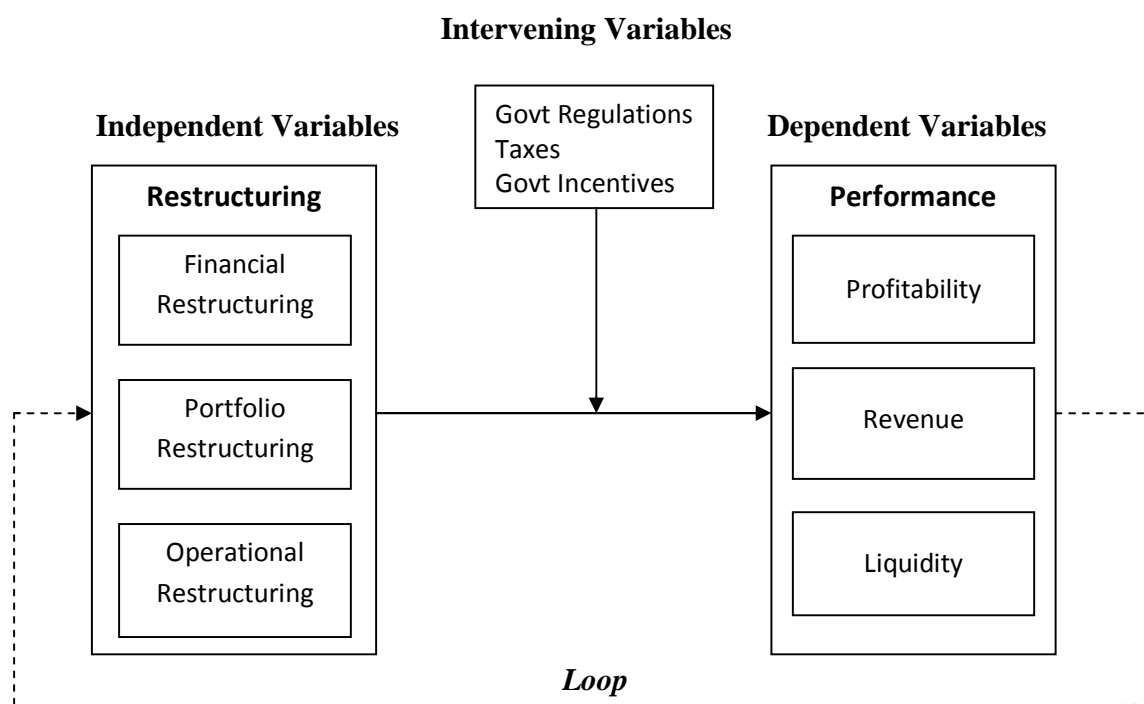 Intervening Variables
Independent Variables
Govt Regulations
Taxes
Govt Incentives
Dependent Variables
Restructuring
Financial
Restructuring
Portfolio
Restructuring
Operational
Restructuring
Performance
Profitability
Revenue
Liquidity
Loop